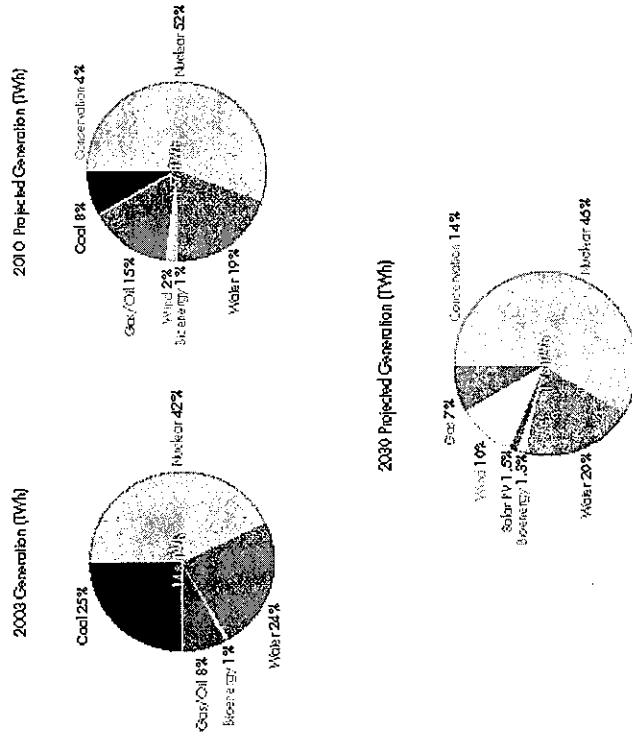 2003 Generation (TWh)
Coal 25%
Nuclear 42%
Gas/Oil 8%
Bioenergy 1%
Water 24%
2010 Projected Generation (TWh)
Coal 8%
Conservation 4%
Gas/Oil 15%
Wind 2%
Bioenergy 1%
Nuclear 52%
Water 19%
2030 Projected Generation (TWh)
Gas 7%
Conservation 14%
Wind 10%
Solar PV 1.5%
Bioenergy 1.3%
Nuclear 46%
Water 20%